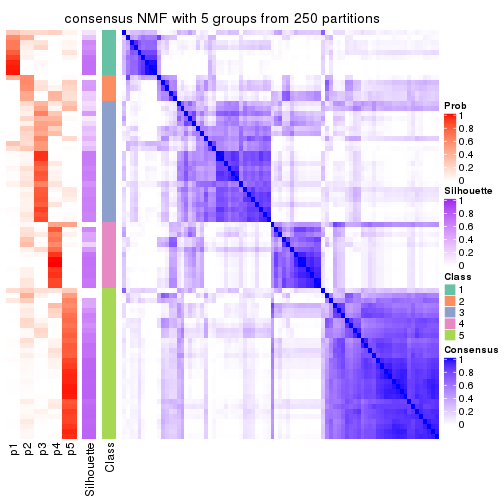 consensus NMF with 5 groups from 250 partitions
Prob
1
0.8
0.6
0.4
0.2
0
Silhouette
1
0.8
0.6
0.4
0.2
0
Class
1
2
3
4
5
Consensus
1
0.8
0.6
0.4
0.2
0
p1
p2
p3
p4
p5
Silhouette
Class